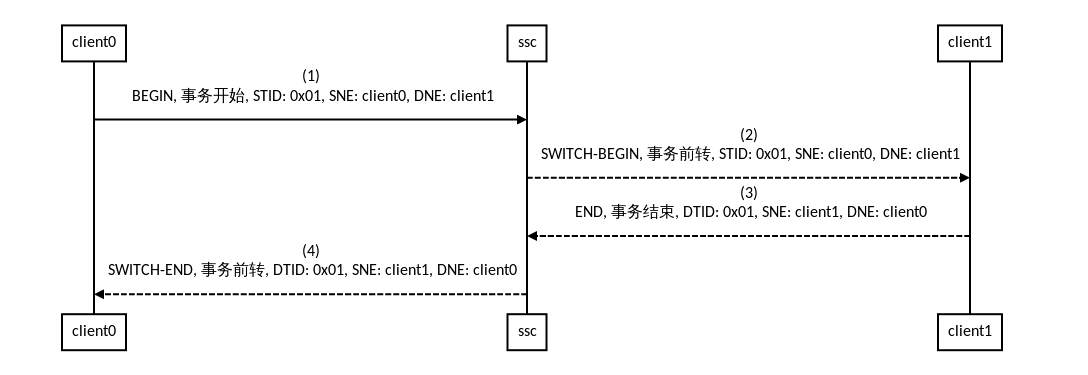 client0
ssc
client1
(1)
BEGIN, 事务开始, STID: 0x01, SNE: client0, DNE: client1
(2)
SWITCH-BEGIN, 事务前转, STID: 0x01, SNE: client0, DNE: client1
(3)
END, 事务结束, DTID: 0x01, SNE: client1, DNE: client0
(4)
SWITCH-END, 事务前转, DTID: 0x01, SNE: client1, DNE: client0
client0
ssc
client1